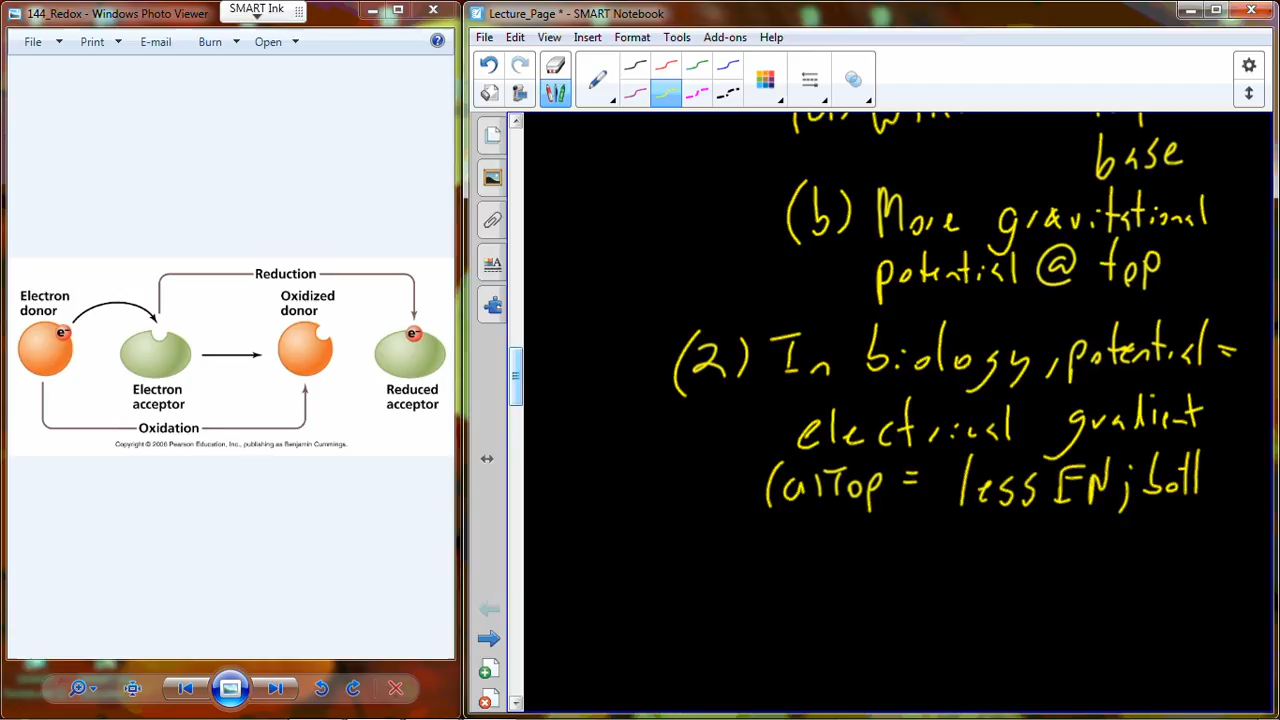 144_Redox - Windows Photo Viewer
SMART Ink
File Print E-mail Burn Open
Reduction
Electron
donor
Oxidized
donor
e-
e-
Electron
acceptor
Reduced
acceptor
Oxidation
Copyright © 2006 Pearson Education, Inc., publishing as Benjamin Cummings.
Lecture_Page * - SMART Notebook
File Edit View Insert Format Tools Add-ons Help
base
(b) More gravitational
potential @ top
(2) In biology, potential =
electrical gradient
(a) Top = less EN; bott